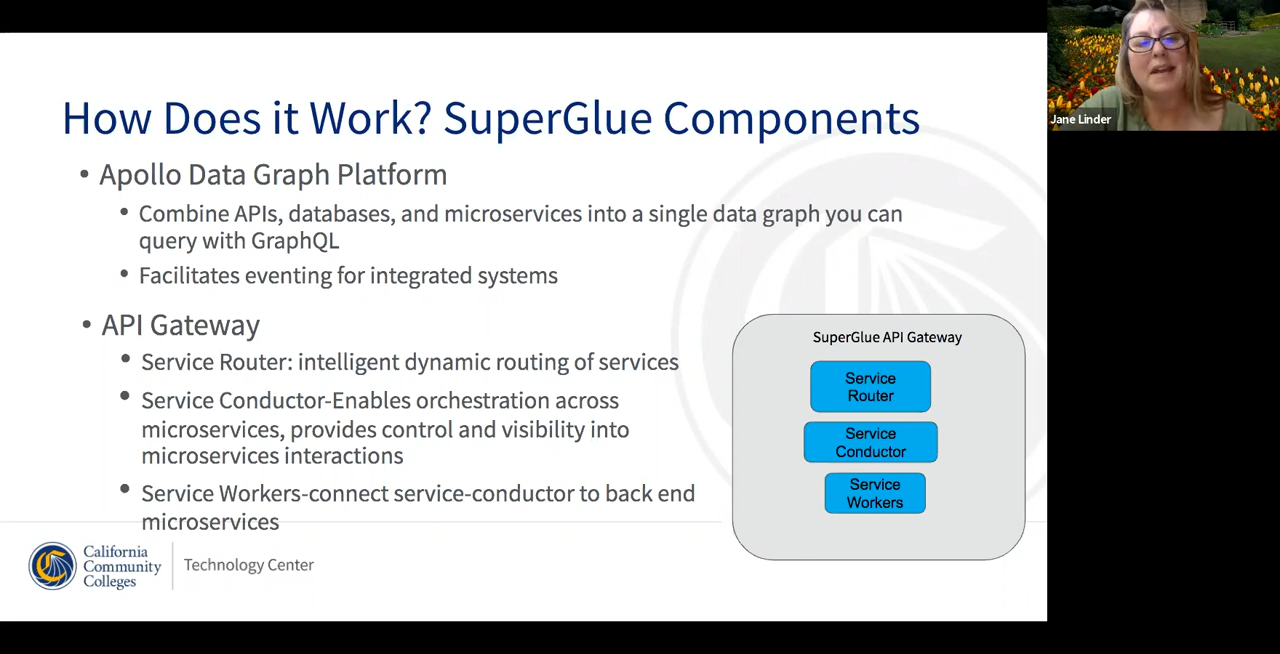 How Does it Work? SuperGlue Components
• Apollo Data Graph Platform
• Combine APIs, databases, and microservices into a single data graph you can
query with GraphQL
• Facilitates eventing for integrated systems
• API Gateway
• Service Router: intelligent dynamic routing of services
• Service Conductor-Enables orchestration across
microservices, provides control and visibility into
microservices interactions
• Service Workers-connect service-conductor to back end
microservices
SuperGlue API Gateway
Service
Router
Service
Conductor
Service
Workers
California
Community
Colleges
Technology Center
Jane Linder